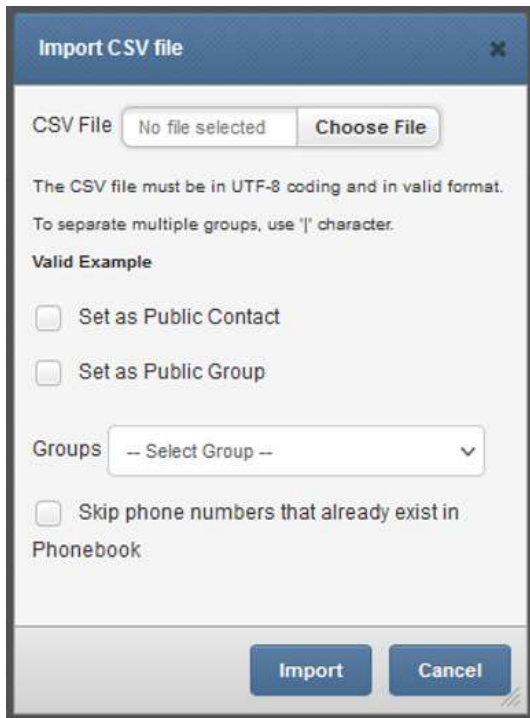 Import CSV file
CSV File No file selected Choose File
The CSV file must be in UTF-8 coding and in valid format.
To separate multiple groups, use '|' character.
Valid Example
Set as Public Contact
Set as Public Group
Groups -- Select Group --
Skip phone numbers that already exist in
Phonebook
Import Cancel